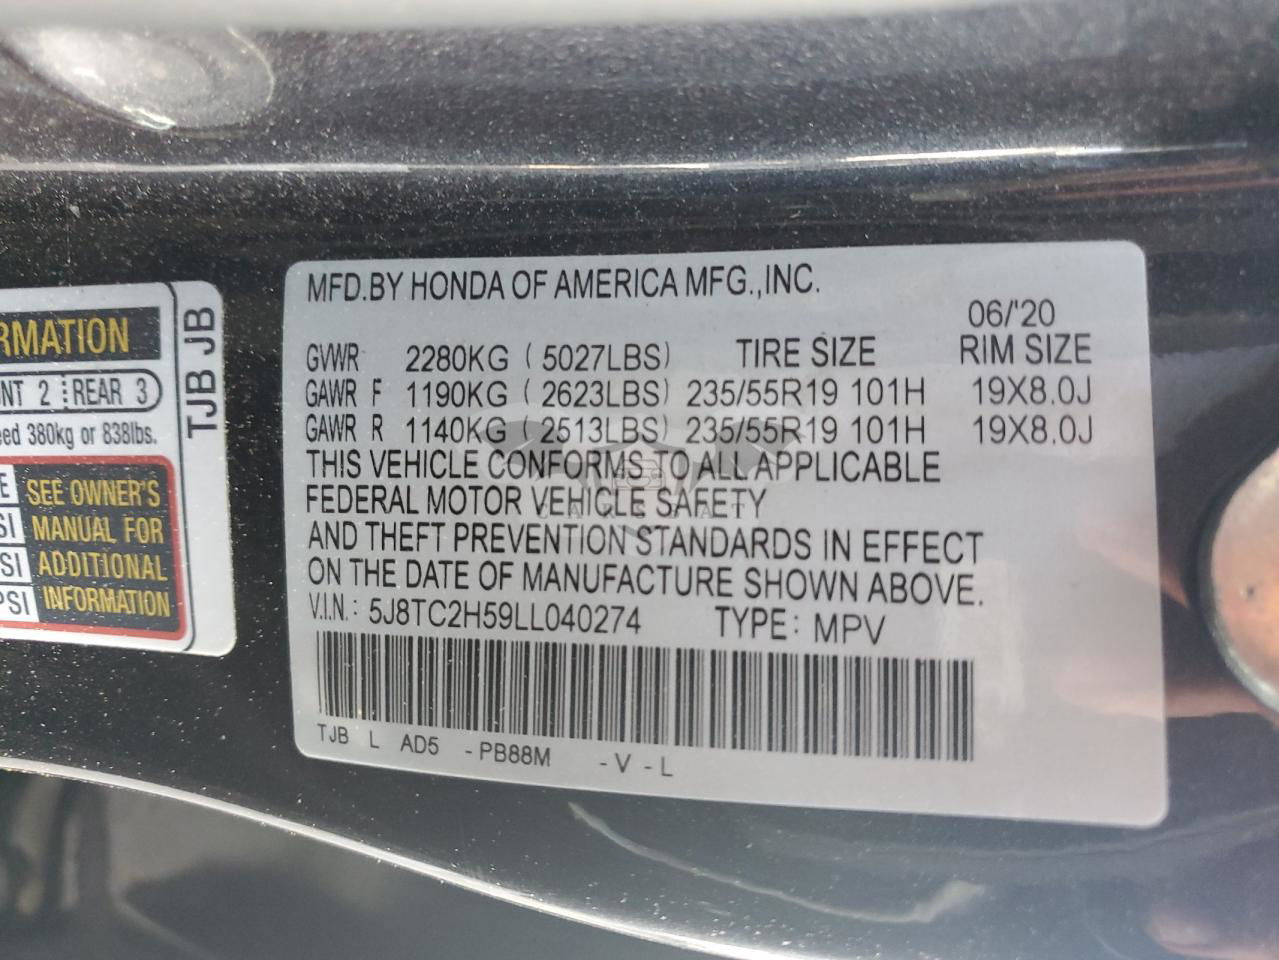 RMATION
NT 2 REAR 3
eed 380kg or 838lbs.
E SEE OWNER'S
SI MANUAL FOR
SI ADDITIONAL
PSI INFORMATION
TJB JB
MFD.BY HONDA OF AMERICA MFG.,INC.
06/'20
GVWR 2280KG (5027LBS) TIRE SIZE RIM SIZE
GAWR F 1190KG (2623LBS) 235/55R19 101H 19X8.0J
GAWR R 1140KG (2513LBS) 235/55R19 101H 19X8.0J
THIS VEHICLE CONFORMS TO ALL APPLICABLE
FEDERAL MOTOR VEHICLE SAFETY
AND THEFT PREVENTION STANDARDS IN EFFECT
ON THE DATE OF MANUFACTURE SHOWN ABOVE.
V.I.N.: 5J8TC2H59LL040274 TYPE: MPV
TJB L AD5 -PB88M -V-L